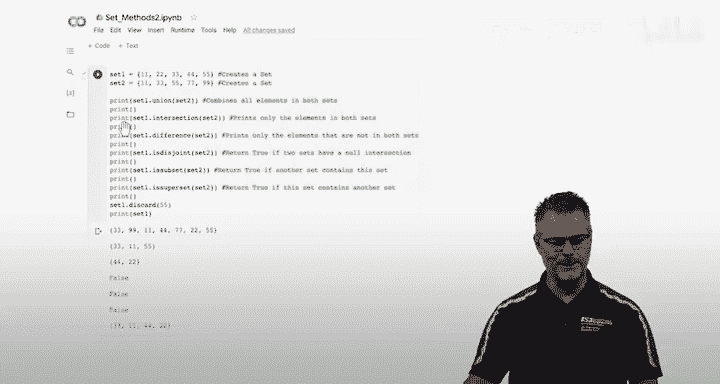 Set_Methods2.ipynb
File Edit View Insert Runtime Tools Help All changes saved
+ Code + Text
set1 = {11, 22, 33, 44, 55} #Creates a Set
set2 = {11, 33, 55, 77, 99} #Creates a Set
print(set1.union(set2)) #Combines all elements in both sets
print()
print(set1.intersection(set2)) #Prints only the elements in both sets
print()
print(set1.difference(set2)) #Prints only the elements that are not in both sets
print()
print(set1.isdisjoint(set2)) #Return True if two sets have a null intersection
print()
print(set1.issubset(set2)) #Return True if another set contains this set
print()
print(set1.issuperset(set2)) #Return True if this set contains another set
print()
set1.discard(55)
print(set1)
{33, 99, 11, 44, 77, 22, 55}
{33, 11, 55}
{44, 22}
False
False
False
{33, 11, 44, 22}